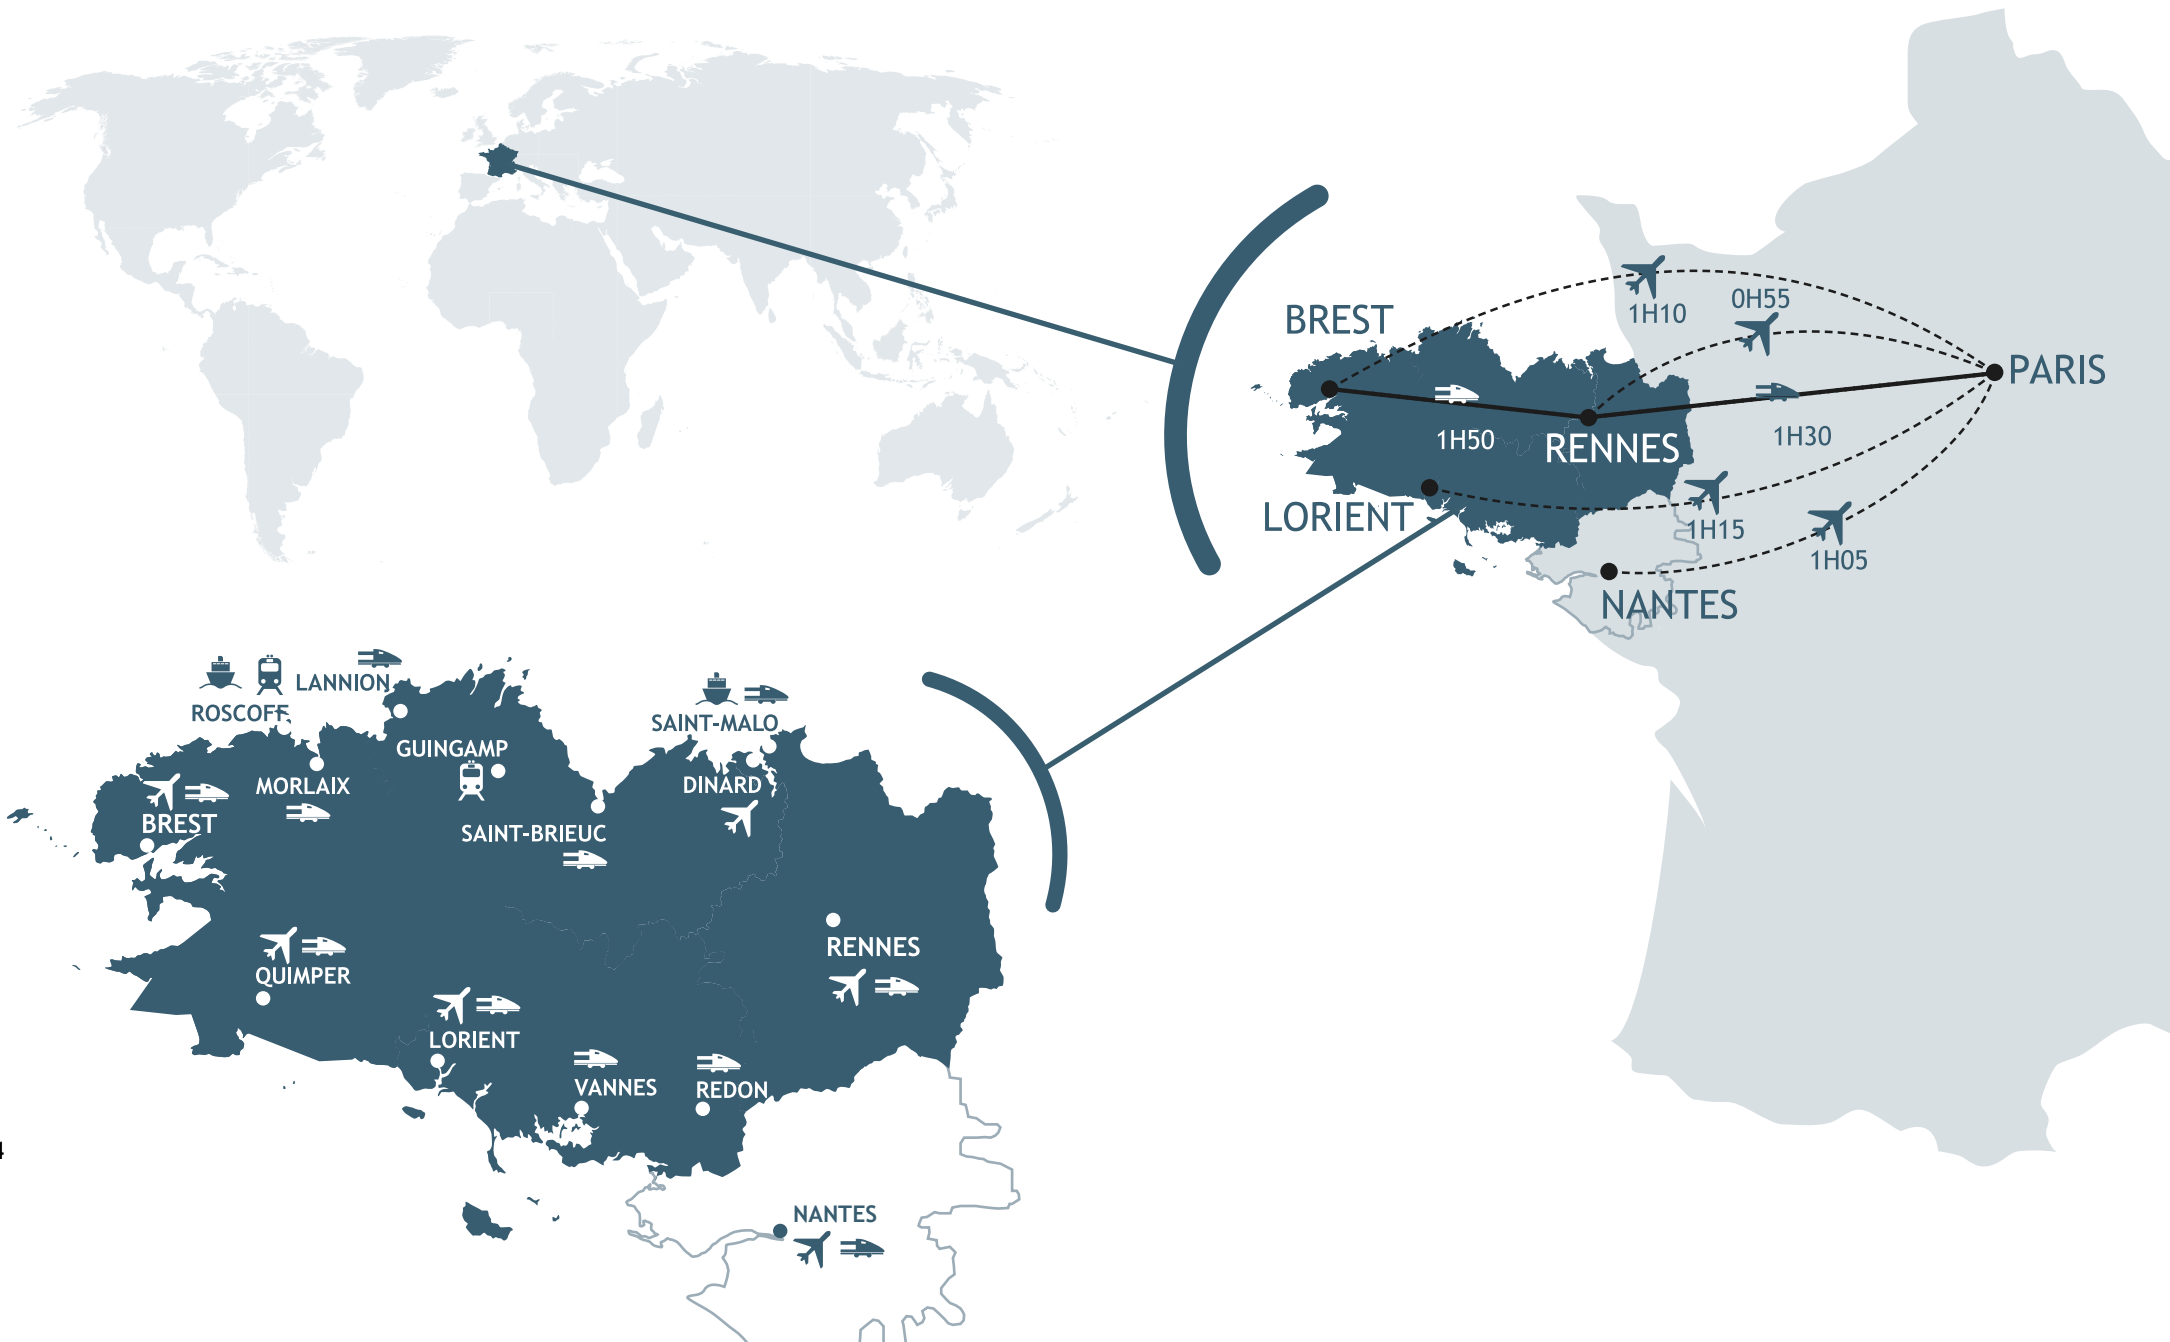 BREST
1H10
0H55
PARIS
1H50
RENNES
1H30
LORIENT
1H15
1H05
NANTES
LANNION
ROSCOFF
SAINT-MALO
GUINGAMP
MORLAIX
DINARD
BREST
SAINT-BRIEUC
RENNES
QUIMPER
LORIENT
VANNES
REDON
NANTES